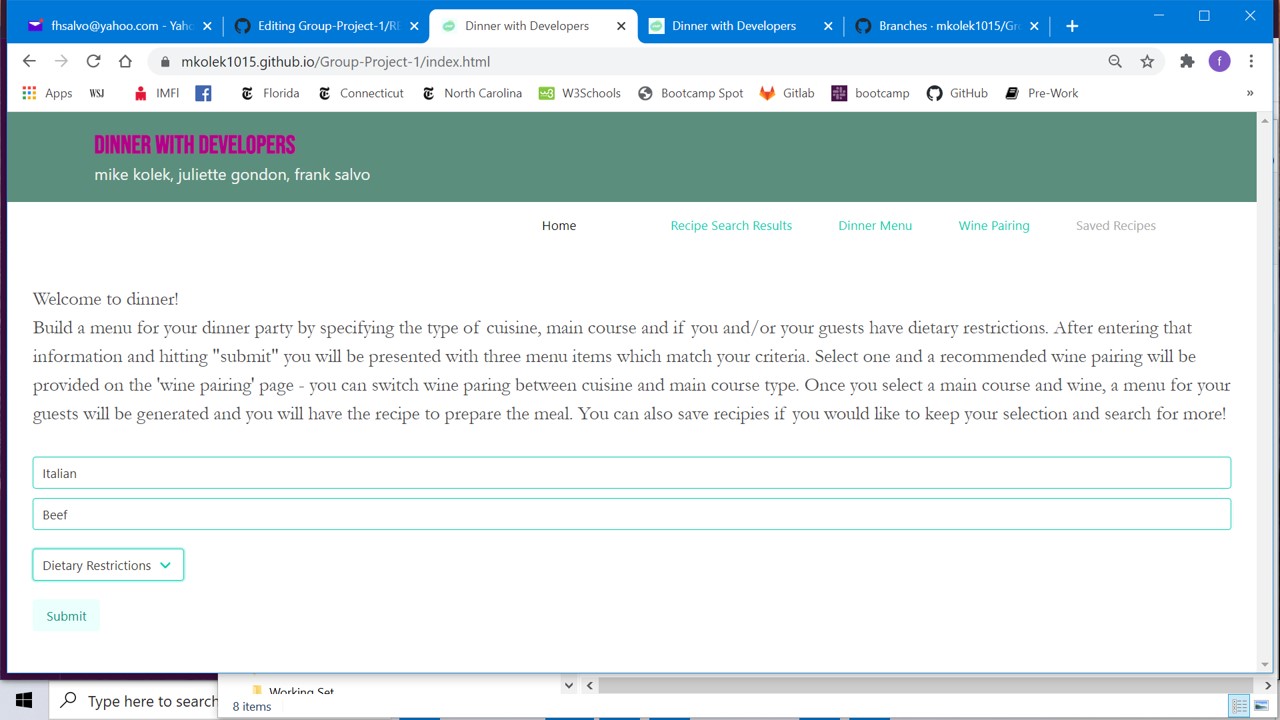 fhsalvo@yahoo.com - Yaho
Editing Group-Project-1/RE
Dinner with Developers
Dinner with Developers
Branches · mkolek1015/Gro
mkolek1015.github.io/Group-Project-1/index.html
f
Apps
WSJ
IMFl
Florida
Connecticut
North Carolina
W3Schools
Bootcamp Spot
Gitlab
bootcamp
GitHub
Pre-Work
»
DINNER WITH DEVELOPERS
mike kolek, juliette gondon, frank salvo
Home
Recipe Search Results
Dinner Menu
Wine Pairing
Saved Recipes
Welcome to dinner!
Build a menu for your dinner party by specifying the type of cuisine, main course and if you and/or your guests have dietary restrictions. After entering that
information and hitting "submit" you will be presented with three menu items which match your criteria. Select one and a recommended wine pairing will be
provided on the 'wine pairing' page - you can switch wine paring between cuisine and main course type. Once you select a main course and wine, a menu for your
guests will be generated and you will have the recipe to prepare the meal. You can also save recipies if you would like to keep your selection and search for more!
Italian
Beef
Dietary Restrictions
Submit
Working Set
Type here to search
8 items